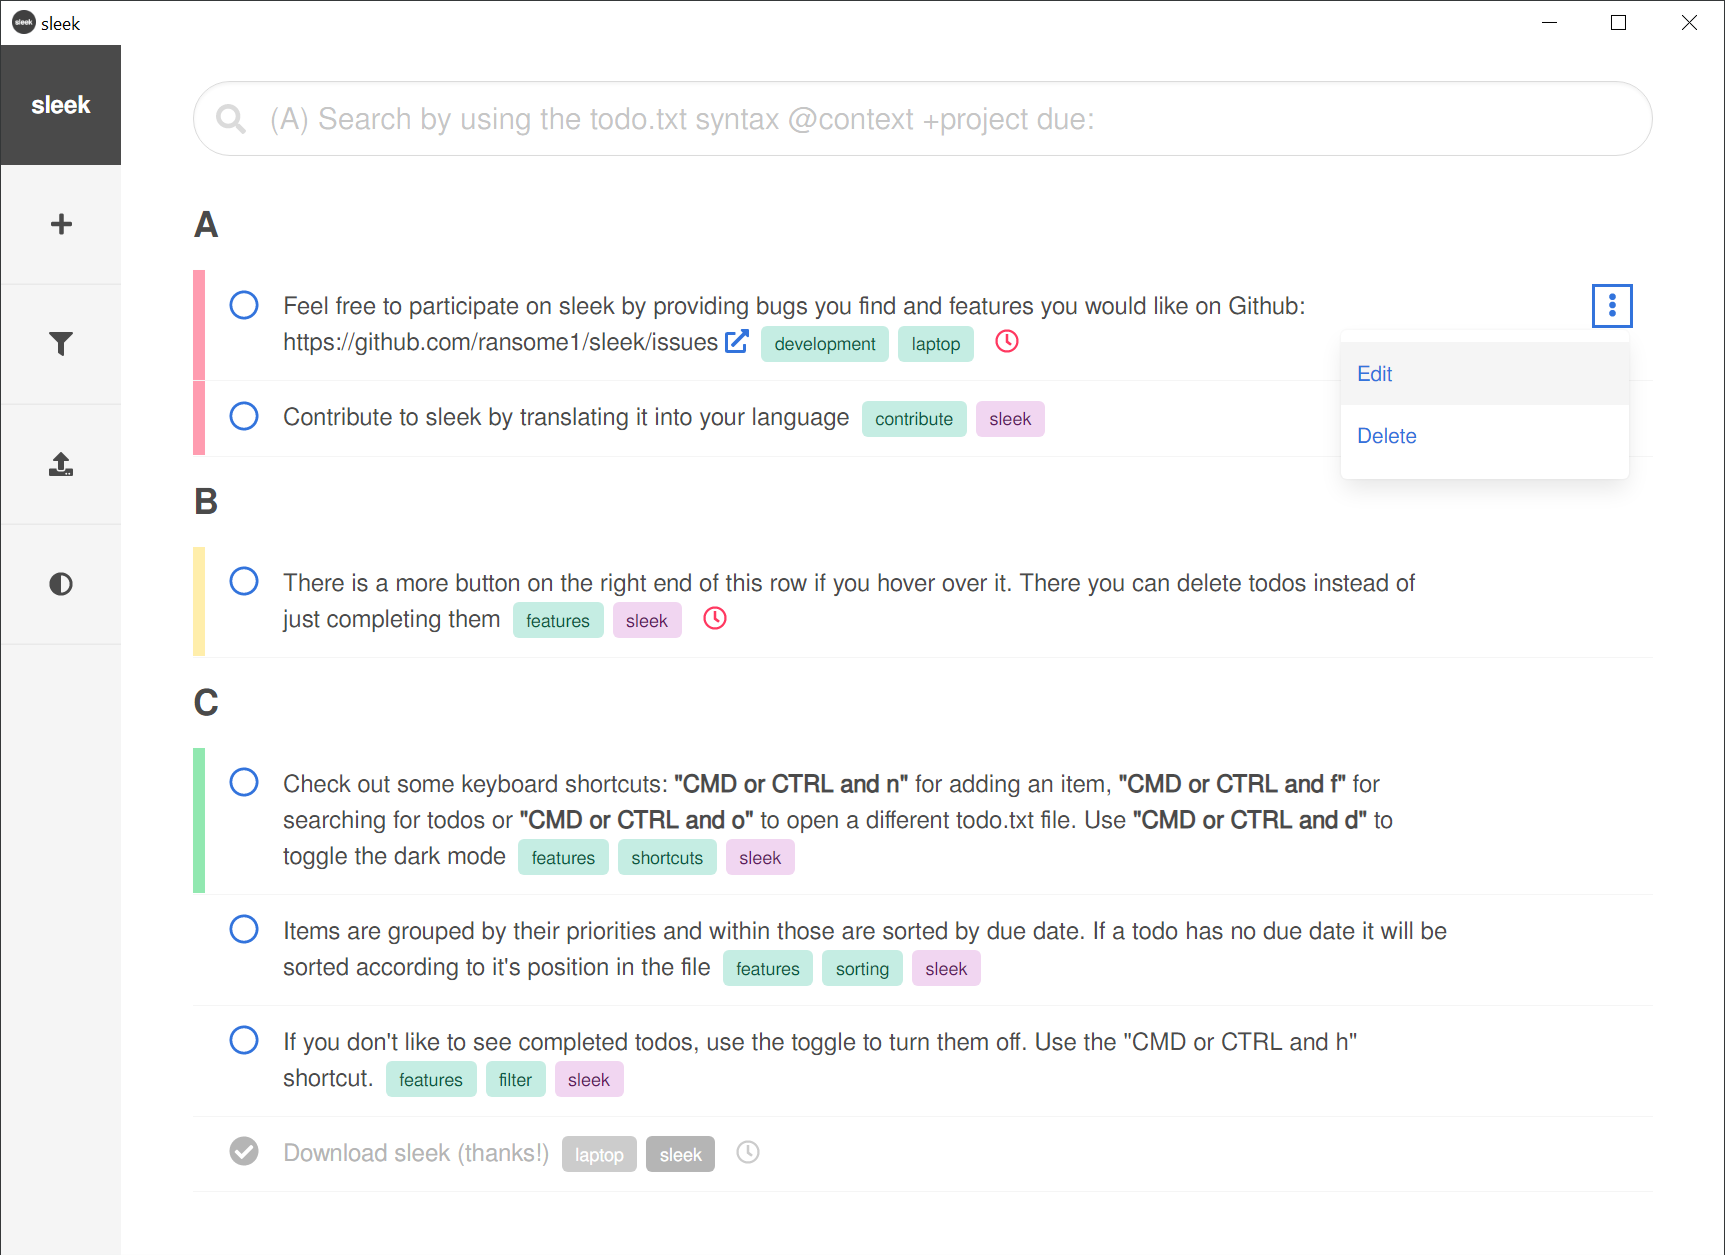 sleek
sleek
(A) Search by using the todo.txt syntax @context +project due:
A
Feel free to participate on sleek by providing bugs you find and features you would like on Github:
https://github.com/ransome1/sleek/issues development laptop
Edit
Contribute to sleek by translating it into your language contribute sleek
Delete
B
There is a more button on the right end of this row if you hover over it. There you can delete todos instead of
just completing them features sleek
C
Check out some keyboard shortcuts: "CMD or CTRL and n" for adding an item, "CMD or CTRL and f" for
searching for todos or "CMD or CTRL and o" to open a different todo.txt file. Use "CMD or CTRL and d" to
toggle the dark mode features shortcuts sleek
Items are grouped by their priorities and within those are sorted by due date. If a todo has no due date it will be
sorted according to it's position in the file features sorting sleek
If you don't like to see completed todos, use the toggle to turn them off. Use the "CMD or CTRL and h"
shortcut. features filter sleek
Download sleek (thanks!) laptop sleek